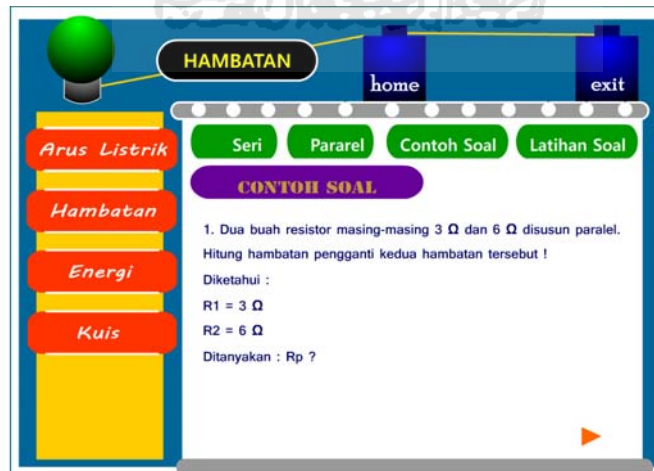 HAMBATAN
home
exit
Arus Listrik
Hambatan
Energi
Kuis
Seri
Pararel
Contoh Soal
Latihan Soal
CONTOH SOAL
1. Dua buah resistor masing-masing 3 Ω dan 6 Ω disusun paralel.
Hitung hambatan pengganti kedua hambatan tersebut !
Diketahui :
R1 = 3 Ω
R2 = 6 Ω
Ditanyakan : Rp ?